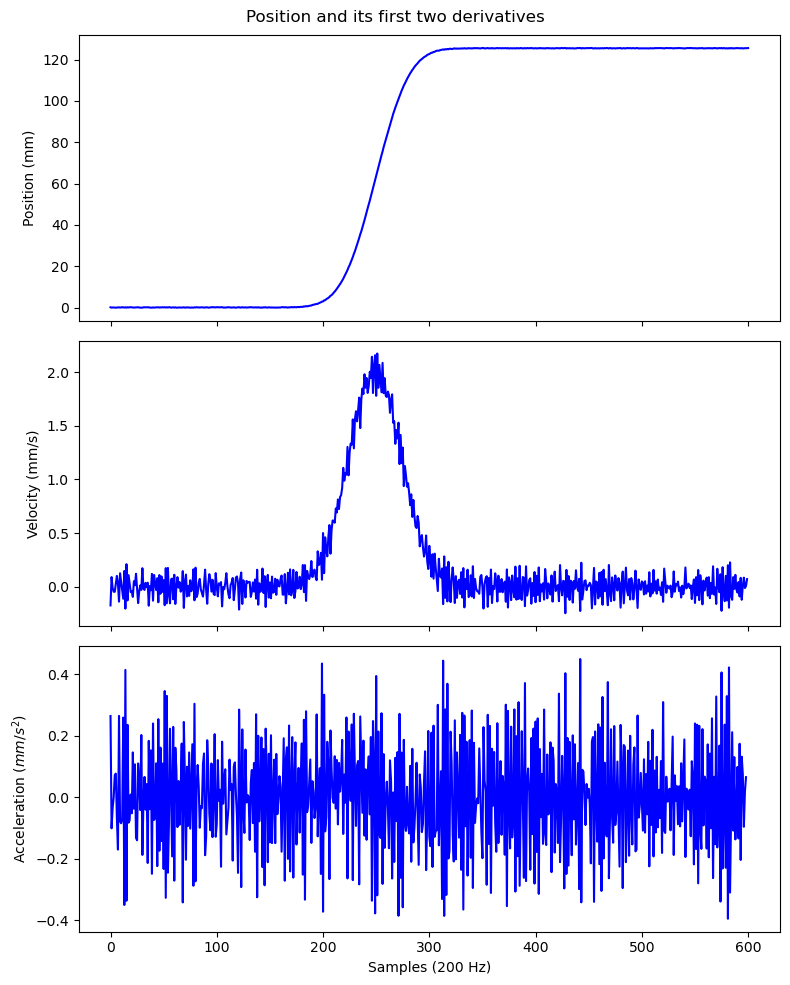 Position and its first two derivatives
120
100
80
60
40
20
0
Position (mm)
2.0
1.5
1.0
0.5
0.0
Velocity (mm/s)
0.4
0.2
0.0
−0.2
−0.4
Acceleration (mm/s²)
0 100 200 300 400 500 600
Samples (200 Hz)